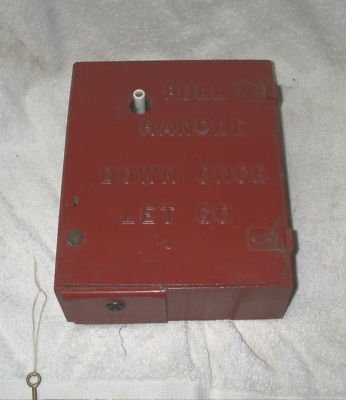 PULL
HANDLE
DOWN ONCE
LET GO